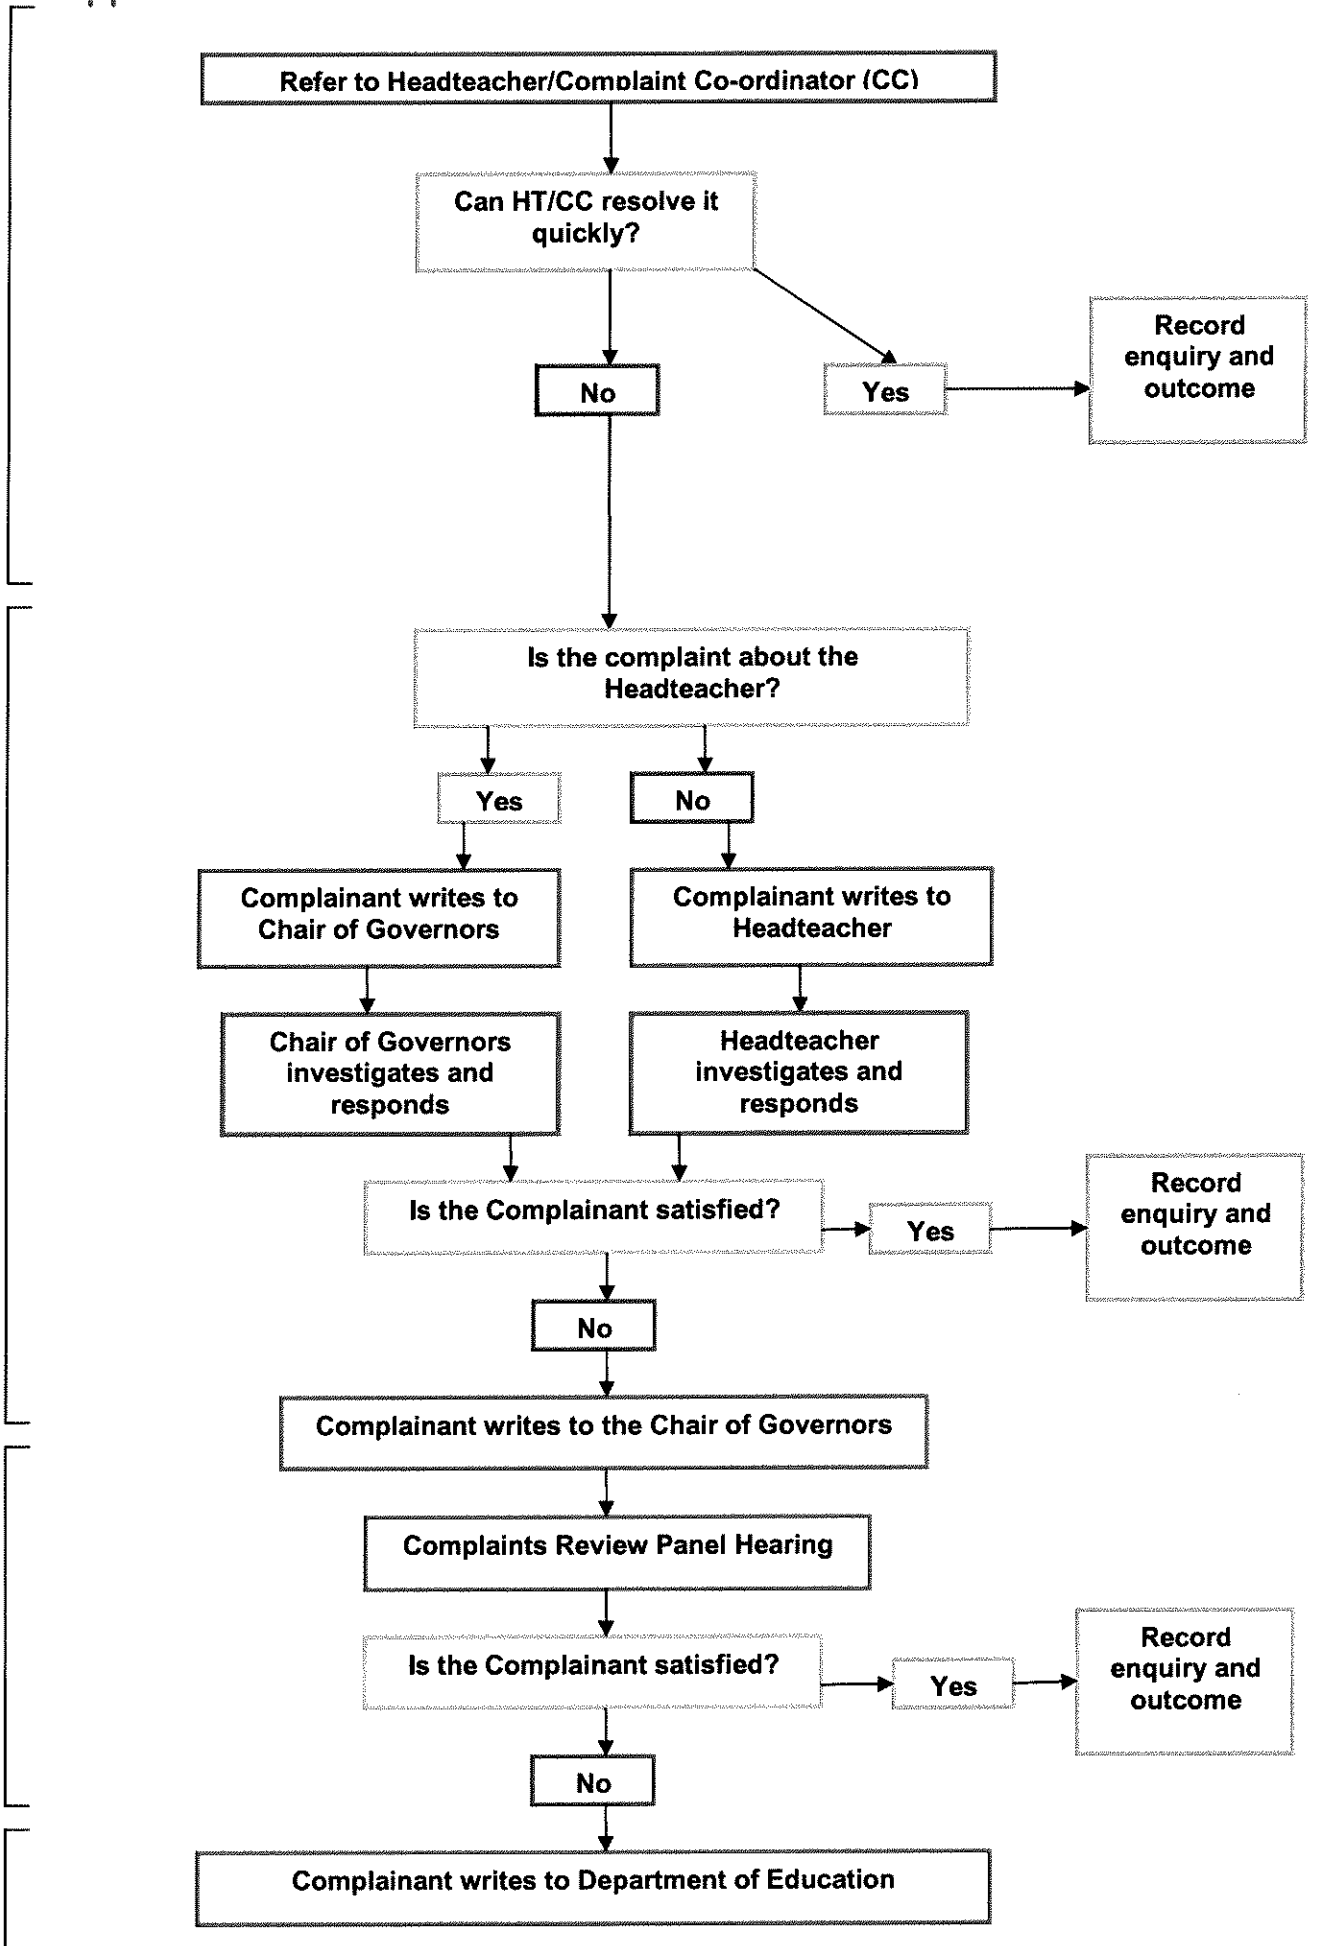 Refer to Headteacher/Complaint Co-ordinator (CC)
Can HT/CC resolve it
quickly?
No
Yes
Record
enquiry and
outcome
Is the complaint about the
Headteacher?
Yes
No
Complainant writes to
Chair of Governors
Complainant writes to
Headteacher
Chair of Governors
investigates and
responds
Headteacher
investigates and
responds
Is the Complainant satisfied?
Yes
Record
enquiry and
outcome
No
Complainant writes to the Chair of Governors
Complaints Review Panel Hearing
Is the Complainant satisfied?
Yes
Record
enquiry and
outcome
No
Complainant writes to Department of Education